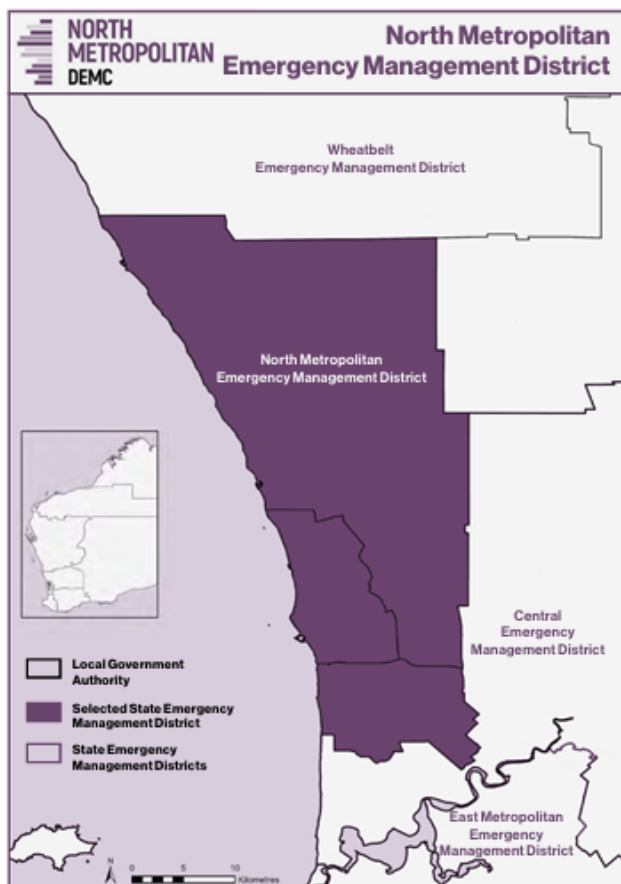 NORTH
METROPOLITAN
DEMC
North Metropolitan
Emergency Management District
Wheatbelt
Emergency Management District
North Metropolitan
Emergency Management District
Central
Emergency
Management District
Local Government
Authority
Selected State Emergency
Management District
State Emergency
Management Districts
East Metropolitan
Emergency
Management District
N
0 5 10
Kilometres